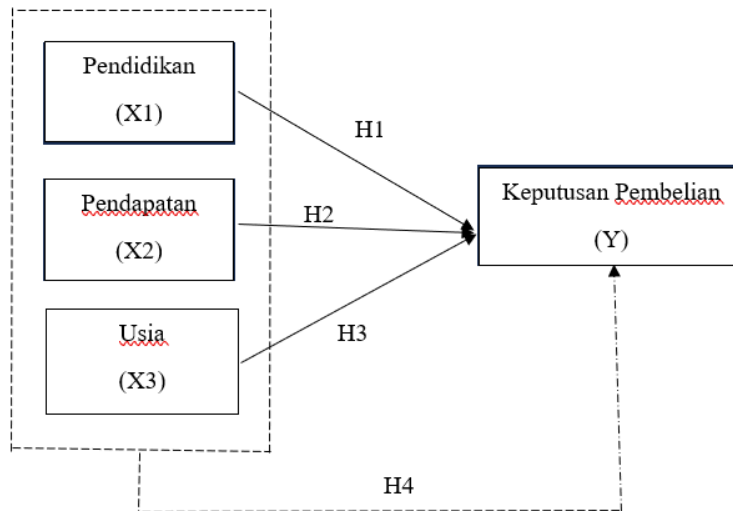 Pendidikan
(X1)
H1
Pendapatan
(X2)
H2
Keputusan Pembelian
(Y)
Usia
(X3)
H3
H4